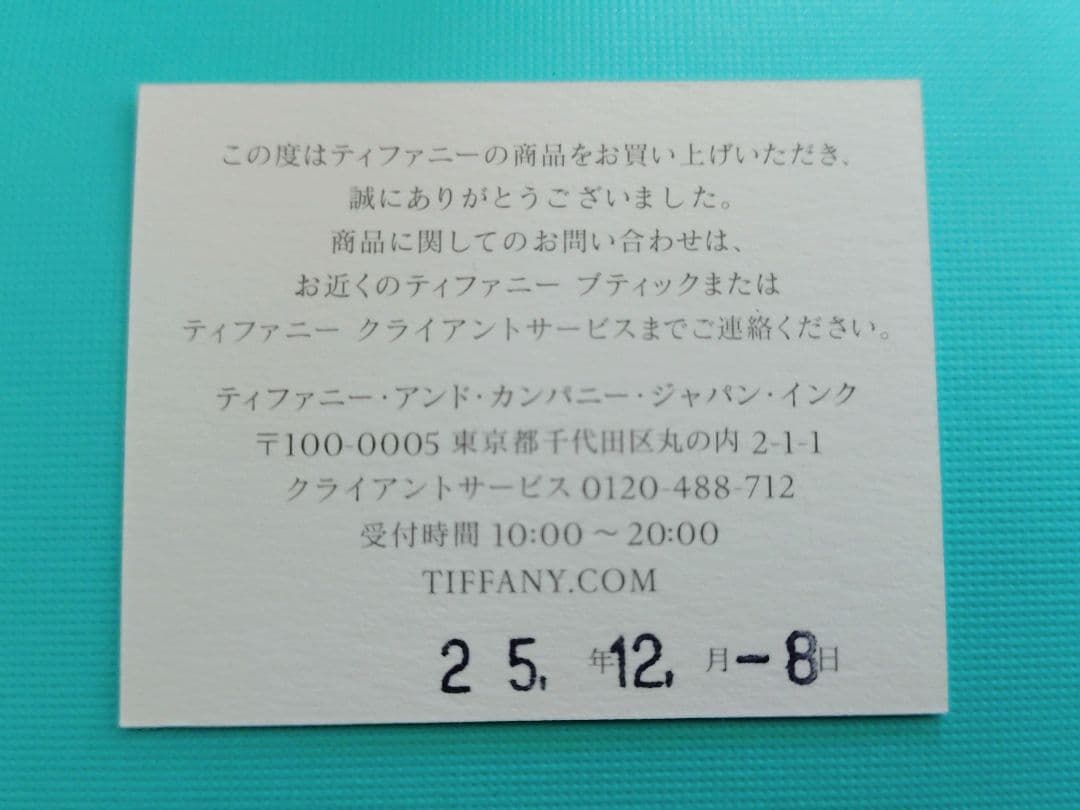 この度はティファニーの商品をお買い上げいただき、
誠にありがとうございました。
商品に関してのお問い合わせは、
お近くのティファニー ブティックまたは
ティファニー クライアントサービスまでご連絡ください。
ティファニー・アンド・カンパニー・ジャパン・インク
〒100-0005 東京都千代田区丸の内 2-1-1
クライアントサービス 0120-488-712
受付時間 10:00 〜 20:00
TIFFANY.COM
25. 年12. 月-8日